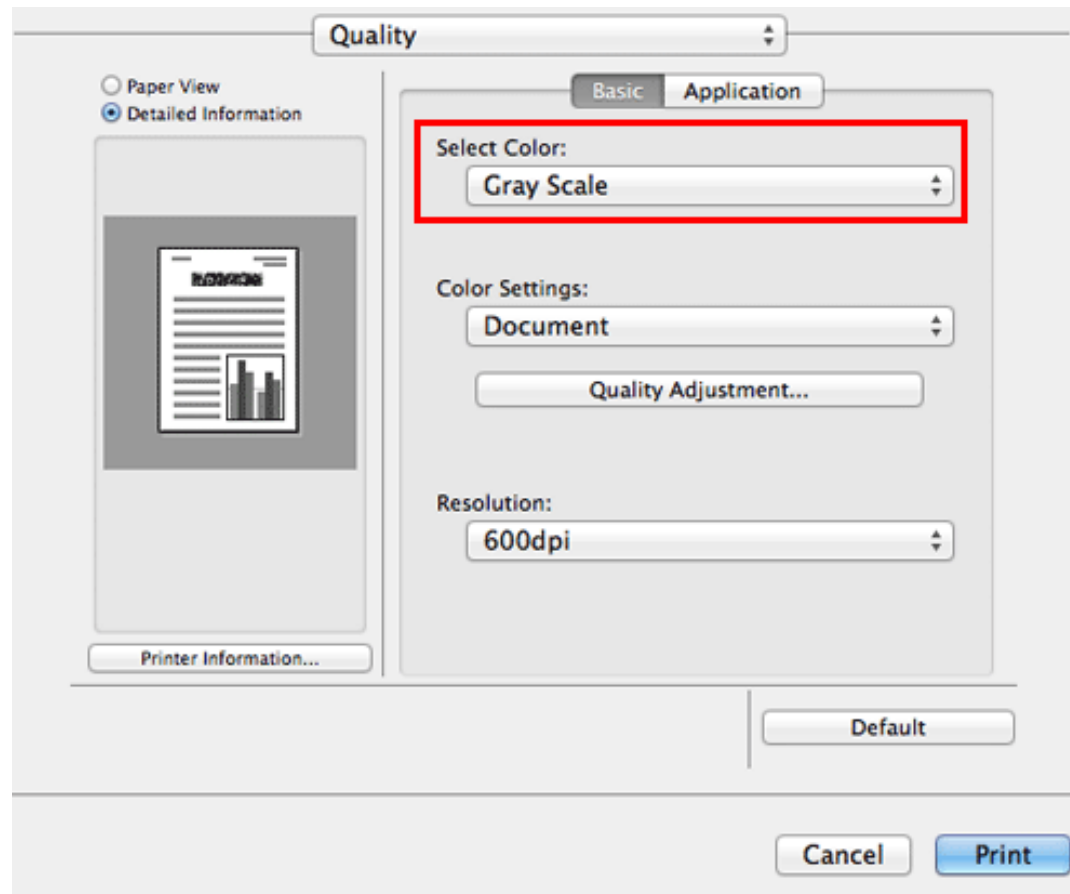 Quality
Paper View
Detailed Information
Basic
Application
Select Color:
Gray Scale
Color Settings:
Document
Quality Adjustment...
Resolution:
600dpi
Printer Information...
Default
Cancel
Print